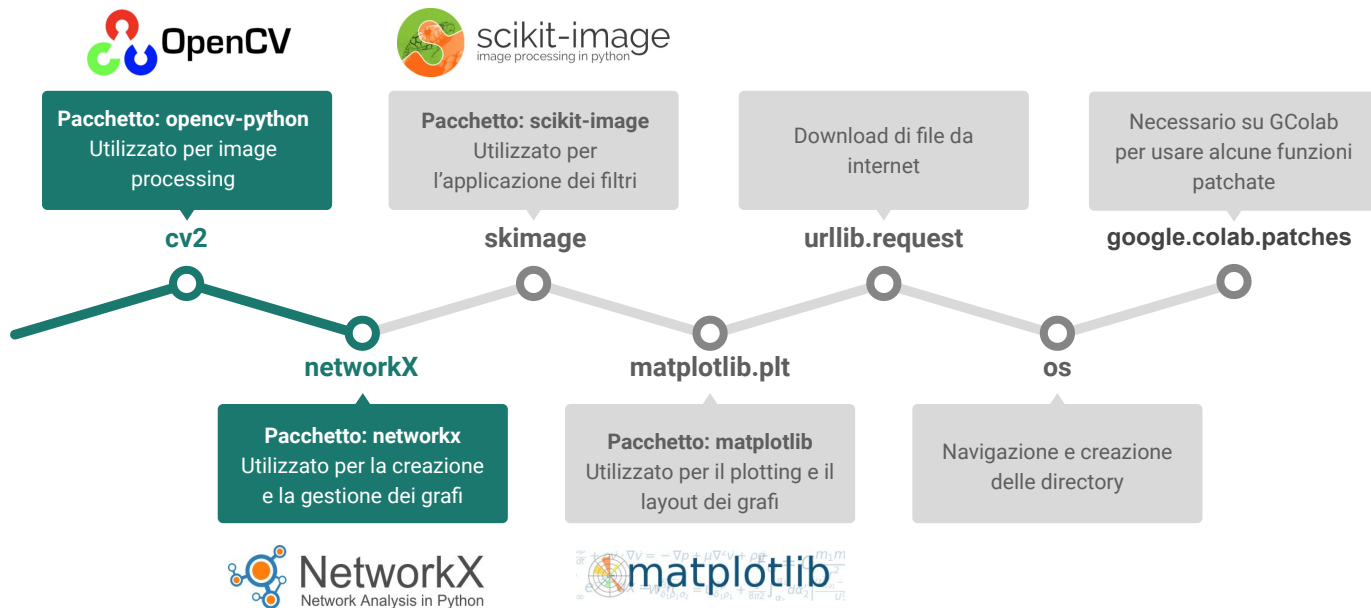 OpenCV
scikit-image
image processing in python
Pacchetto: opencv-python
Utilizzato per image
processing
Pacchetto: scikit-image
Utilizzato per
l'applicazione dei filtri
Download di file da
internet
Necessario su GColab
per usare alcune funzioni
patchate
cv2
skimage
urllib.request
google.colab.patches
networkX
matplotlib.plt
os
Pacchetto: networkx
Utilizzato per la creazione
e la gestione dei grafi
Pacchetto: matplotlib
Utilizzato per il plotting e il
layout dei grafi
Navigazione e creazione
delle directory
NetworkX
Network Analysis in Python
matplotlib